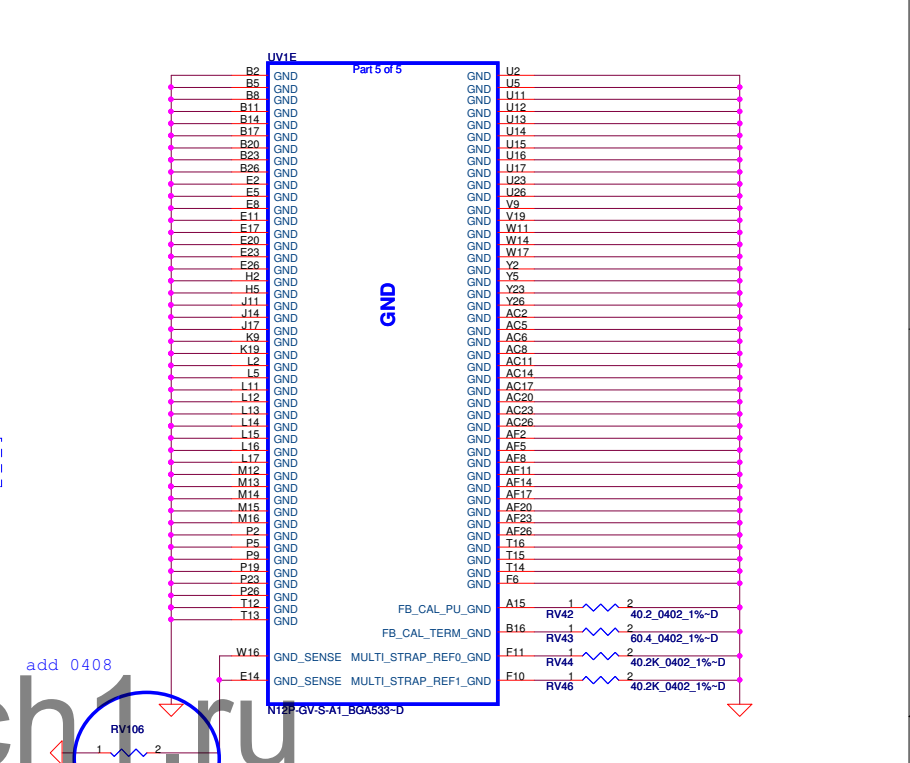 UV1E
Part 5 of 5
B2 GND GND U2
B5 GND GND U5
B8 GND GND U11
B11 GND GND U12
B14 GND GND U13
B17 GND GND U14
B20 GND GND U15
B23 GND GND U16
B26 GND GND U17
E2 GND GND U23
E5 GND GND U26
E8 GND GND V9
E11 GND GND V19
E17 GND GND W11
E20 GND GND W14
E23 GND GND W17
E26 GND GND Y2
H2 GND GND Y5
H5 GND GND Y23
J11 GND GND Y26
J14 GND GND AC2
J17 GND GND AC5
K9 GND GND AC6
K19 GND GND AC8
L2 GND GND AC11
L5 GND GND AC14
L11 GND GND AC17
L12 GND GND AC20
L13 GND GND AC23
L14 GND GND AC26
L15 GND GND AF2
L16 GND GND AF5
L17 GND GND AF8
M12 GND GND AF11
M13 GND GND AF14
M14 GND GND AF17
M15 GND GND AF20
M16 GND GND AF23
P2 GND GND AF26
P5 GND GND T16
P9 GND GND T15
P19 GND GND T14
P23 GND GND F6
P26 GND
T12 GND FB_CAL_PU_GND A15 1 2
RV42 40.2_0402_1%~D
T13 GND
FB_CAL_TERM_GND B16 1 2
RV43 60.4_0402_1%~D
W16 GND_SENSE MULTI_STRAP_REF0_GND F11 1 2
RV44 40.2K_0402_1%~D
E14 GND_SENSE MULTI_STRAP_REF1_GND F10 1 2
RV46 40.2K_0402_1%~D
GND
N12P-GV-S-A1_BGA533~D
add 0408
ch1.ru
RV106
1 2